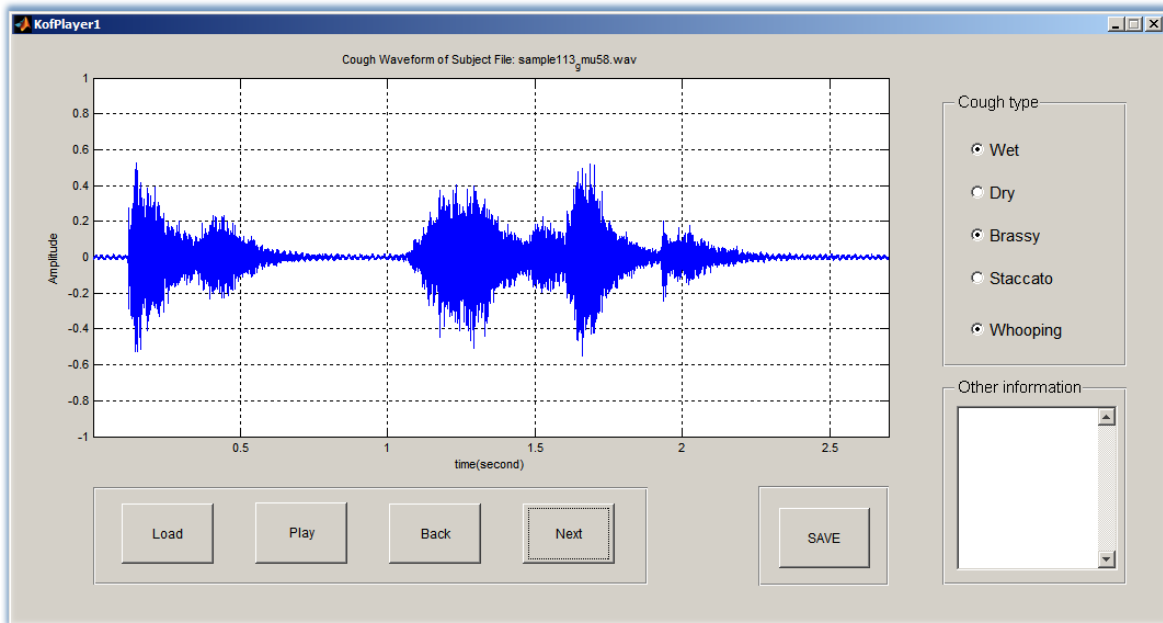 KofPlayer1
Cough Waveform of Subject File: sample113gmu58.wav
1
0.8
0.6
0.4
0.2
0
-0.2
-0.4
-0.6
-0.8
-1
Amplitude
0.5
1
1.5
2
2.5
time(second)
Cough type
Wet
Dry
Brassy
Staccato
Whooping
Other information
Load
Play
Back
Next
SAVE